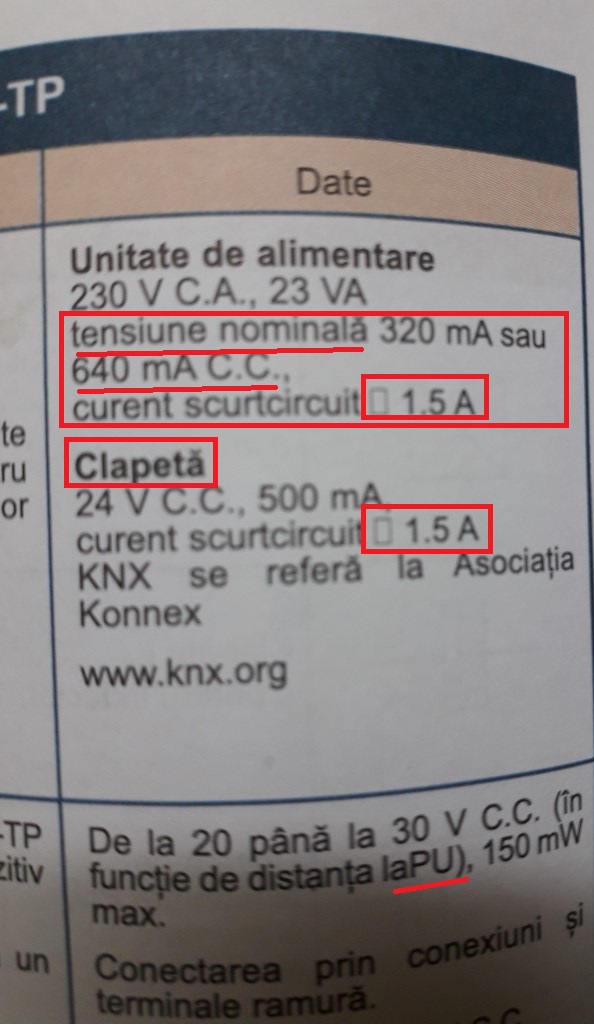 -TP
Date
Unitate de alimentare
230 V C.A., 23 VA
tensiune nominală 320 mA sau
640 mA C.C.,
curent scurtcircuit 1.5 A
te
ru
or
Clapetă
24 V C.C., 500 mA,
curent scurtcircuit 1.5 A
KNX se referă la Asociația
Konnex
www.knx.org
-TP
zitiv
De la 20 până la 30 V C.C. (în
funcție de distanța laPU), 150 mW
max.
un
Conectarea prin conexiuni și
terminale ramură.